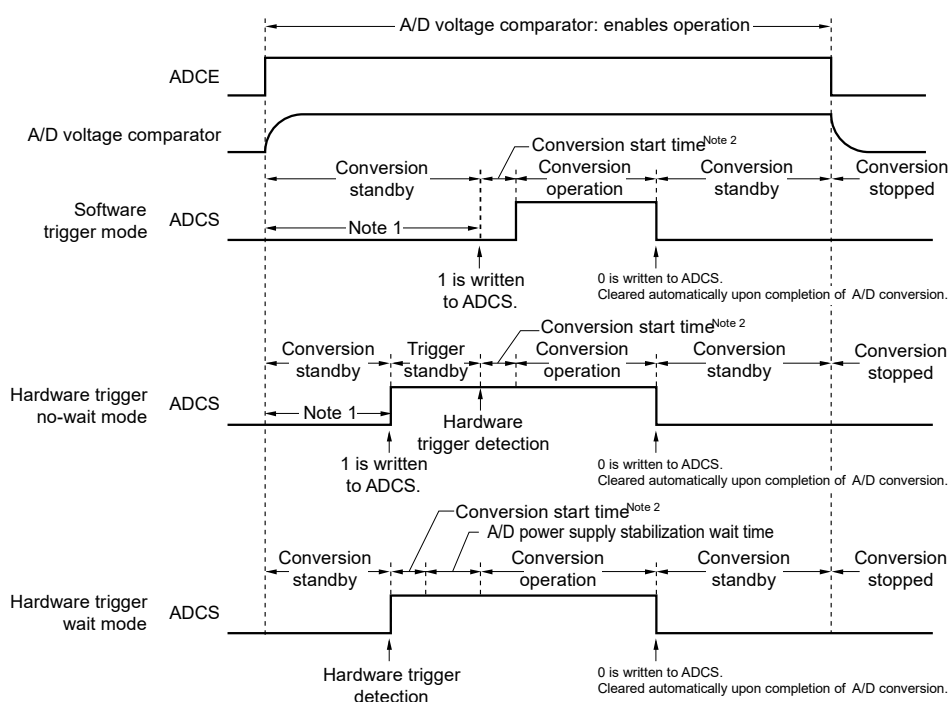 A/D voltage comparator: enables operation
ADCE
A/D voltage comparator
Conversion start time Note 2
Conversion
standby
Conversion
operation
Conversion
standby
Conversion
stopped
Software
trigger mode
ADCS
Note 1
1 is written
to ADCS.
0 is written to ADCS.
Cleared automatically upon completion of A/D conversion.
Conversion start time Note 2
Conversion
standby
Trigger
standby
Conversion
operation
Conversion
standby
Conversion
stopped
Hardware trigger
no-wait mode
ADCS
Note 1
Hardware
trigger detection
1 is written
to ADCS.
0 is written to ADCS.
Cleared automatically upon completion of A/D conversion.
Conversion start time Note 2
A/D power supply stabilization wait time
Conversion
standby
Conversion
operation
Conversion
standby
Conversion
stopped
Hardware trigger
wait mode
ADCS
Hardware trigger
detection
0 is written to ADCS.
Cleared automatically upon completion of A/D conversion.